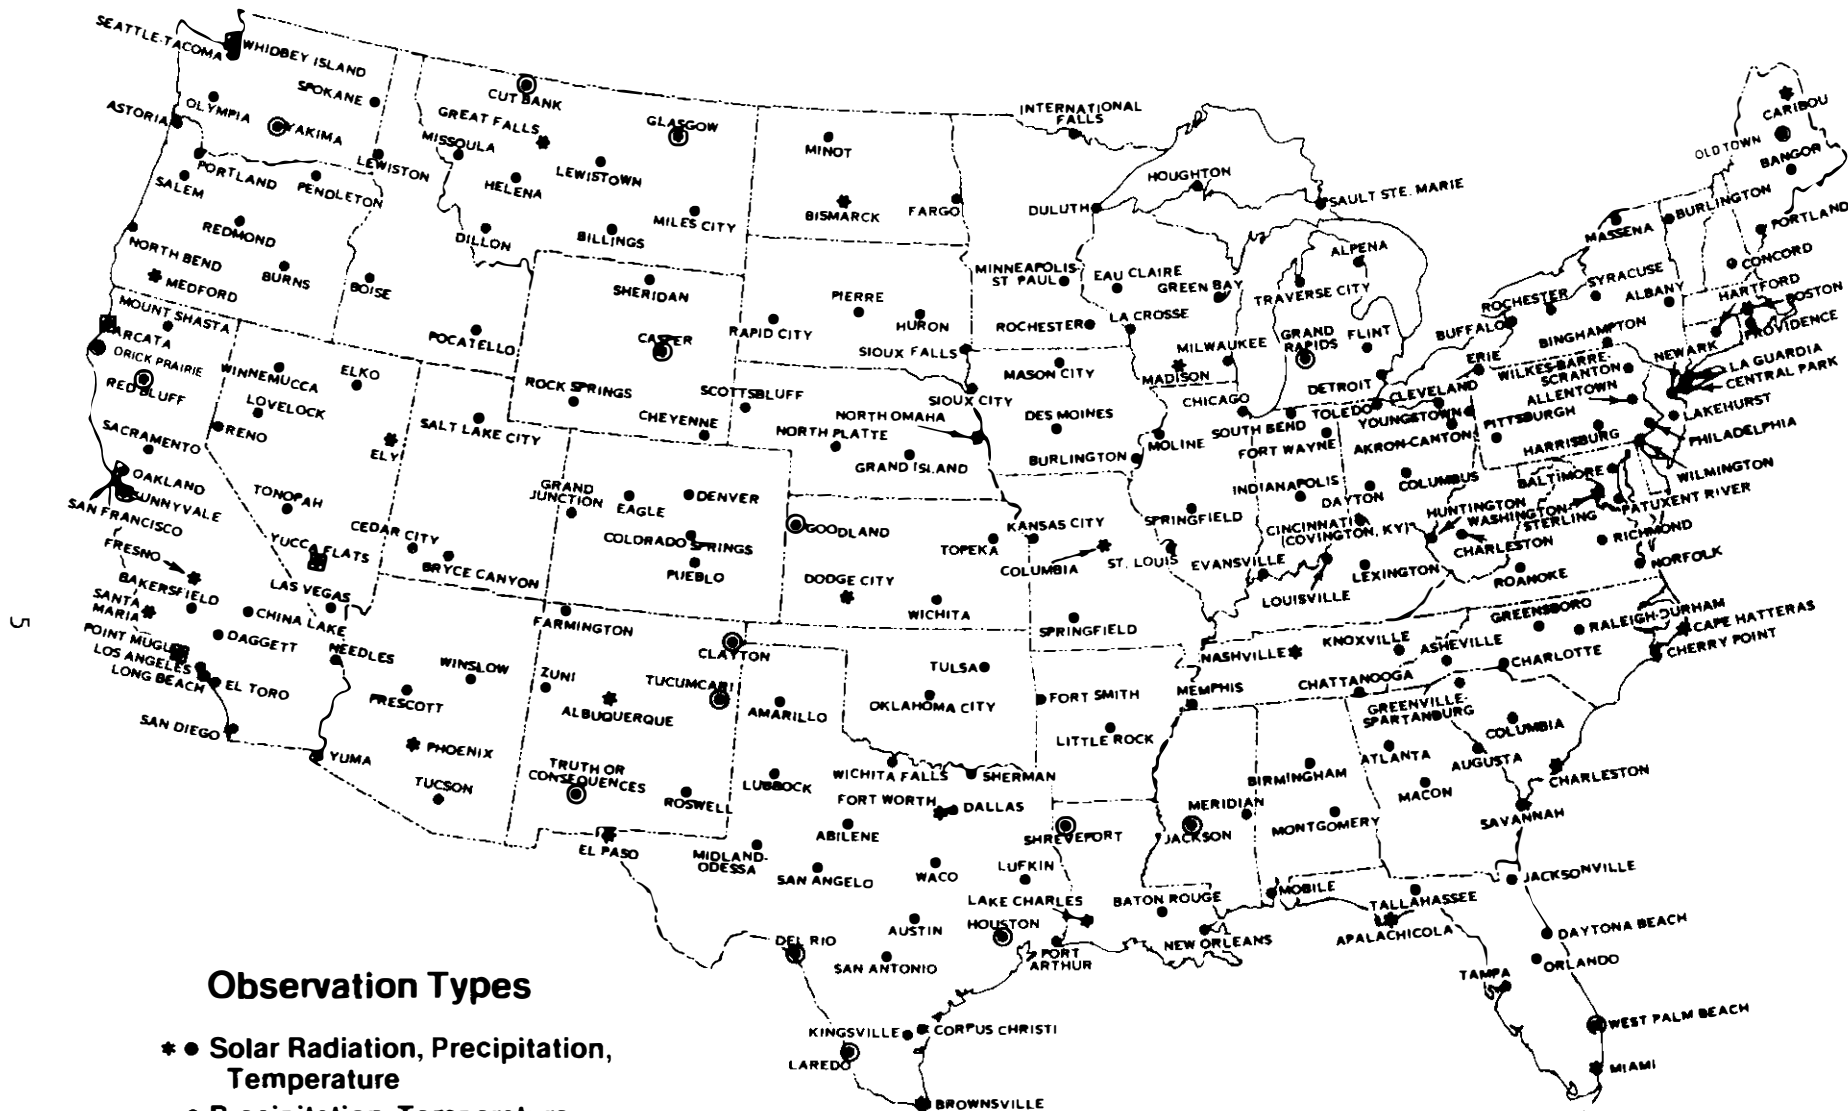 SEATTLE-TACOMA
WHIDBEY ISLAND
SPOKANE
OLYMPIA
ASTORIA
YAKIMA
CUT BANK
GREAT FALLS
GLASGOW
MISSOULA
LEWISTON
LEWISTOWN
HELENA
PORTLAND
PENDLETON
SALEM
REDMOND
DILLON
BILLINGS
MILES CITY
NORTH BEND
MEDFORD
BURNS
BOISE
MOUNT SHASTA
ARCATA
ORICK PRAIRIE
RED BLUFF
POCATELLO
WINNEMUCCA
ELKO
LOVELOCK
RENO
ELY
SACRAMENTO
OAKLAND
SUNNYVALE
SAN FRANCISCO
TONOPAH
FRESNO
YUCCA FLATS
CEDAR CITY
BRYCE CANYON
BAKERSFIELD
LAS VEGAS
SANTA
MARIA
CHINA LAKE
POINT MUGU
DAGGETT
LOS ANGELES
LONG BEACH
EL TORO
NEEDLES
SAN DIEGO
YUMA
WINSLOW
PRESCOTT
PHOENIX
TUCSON
MINOT
BISMARCK
FARGO
INTERNATIONAL
FALLS
DULUTH
HOUGHTON
SAULT STE. MARIE
SHERIDAN
CASPER
RAPID CITY
PIERRE
HURON
SIOUX FALLS
MINNEAPOLIS
ST PAUL
EAU CLAIRE
GREEN BAY
ALPENA
TRAVERSE CITY
ROCHESTER
LA CROSSE
MILWAUKEE
GRAND
RAPIDS
FLINT
MASON CITY
MADISON
DETROIT
ROCK SPRINGS
CHEYENNE
SCOTTSBLUFF
SIOUX CITY
NORTH OMAHA
NORTH PLATTE
GRAND ISLAND
DES MOINES
CHICAGO
MOLINE
BURLINGTON
SOUTH BEND
TOLEDO
CLEVELAND
FORT WAYNE
YOUNGSTOWN
AKRON-CANTON
PITTSBURGH
SALT LAKE CITY
GRAND
JUNCTION
EAGLE
DENVER
COLORADO SPRINGS
PUEBLO
GOODLAND
DODGE CITY
TOPEKA
WICHITA
KANSAS CITY
COLUMBIA
ST. LOUIS
SPRINGFIELD
SPRINGFIELD
INDIANAPOLIS
DAYTON
COLUMBUS
CINCINNATI
(COVINGTON, KY)
EVANSVILLE
LOUISVILLE
LEXINGTON
HUNTINGTON
CHARLESTON
CARIBOU
OLD TOWN
BANGOR
BURLINGTON
MASSENA
PORTLAND
CONCORD
SYRACUSE
ROCHESTER
ALBANY
HARTFORD
BOSTON
BUFFALO
BINGHAMPTON
PROVIDENCE
ERIE
WILKES-BARRE-
SCRANTON
NEWARK
LA GUARDIA
CENTRAL PARK
ALLENTOWN
LAKEHURST
HARRISBURG
PHILADELPHIA
BALTIMORE
WILMINGTON
WASHINGTON-
STERLING
PATUXENT RIVER
RICHMOND
NORFOLK
ROANOKE
GREENSBORO
RALEIGH-DURHAM
CAPE HATTERAS
CHERRY POINT
NASHVILLE
KNOXVILLE
ASHEVILLE
CHARLOTTE
MEMPHIS
CHATTANOOGA
GREENVILLE-
SPARTANBURG
COLUMBIA
FARMINGTON
CLAYTON
ZUNI
TUCUMCARI
ALBUQUERQUE
AMARILLO
TULSA
OKLAHOMA CITY
FORT SMITH
LITTLE ROCK
TRUTH OR
CONSEQUENCES
ROSWELL
LUBBOCK
WICHITA FALLS
SHERMAN
FORT WORTH
DALLAS
ABILENE
EL PASO
MIDLAND-
ODESSA
SAN ANGELO
WACO
LUFKIN
SHREVEPORT
JACKSON
MERIDIAN
BIRMINGHAM
MONTGOMERY
ATLANTA
AUGUSTA
MACON
CHARLESTON
SAVANNAH
LAKE CHARLES
BATON ROUGE
MOBILE
TALLAHASSEE
JACKSONVILLE
AUSTIN
HOUSTON
DEL RIO
SAN ANTONIO
PORT
ARTHUR
NEW ORLEANS
APALACHICOLA
DAYTONA BEACH
ORLANDO
TAMPA
WEST PALM BEACH
MIAMI
KINGSVILLE
CORPUS CHRISTI
LAREDO
BROWNSVILLE
5
Observation Types
Solar Radiation, Precipitation,
Temperature
Precipitation, Temperature